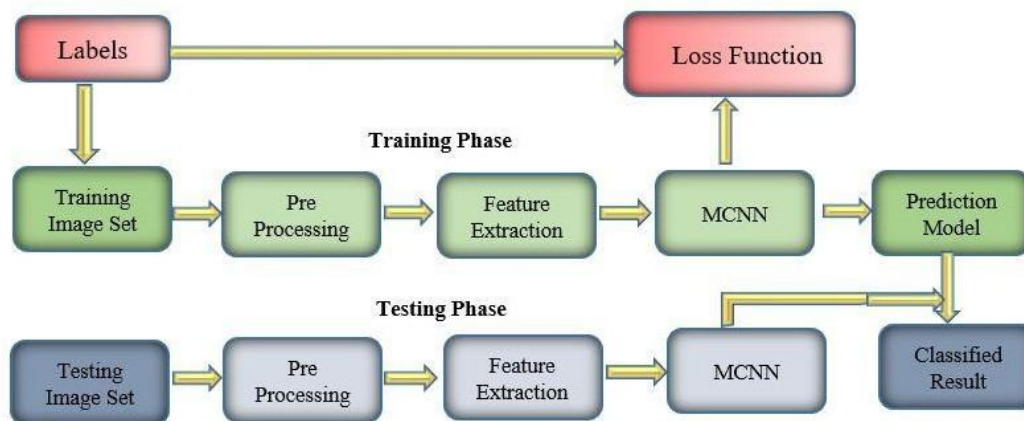 Labels
Loss Function
Training Phase
Training
Image Set
Pre
Processing
Feature
Extraction
MCNN
Prediction
Model
Testing Phase
Testing
Image Set
Pre
Processing
Feature
Extraction
MCNN
Classified
Result